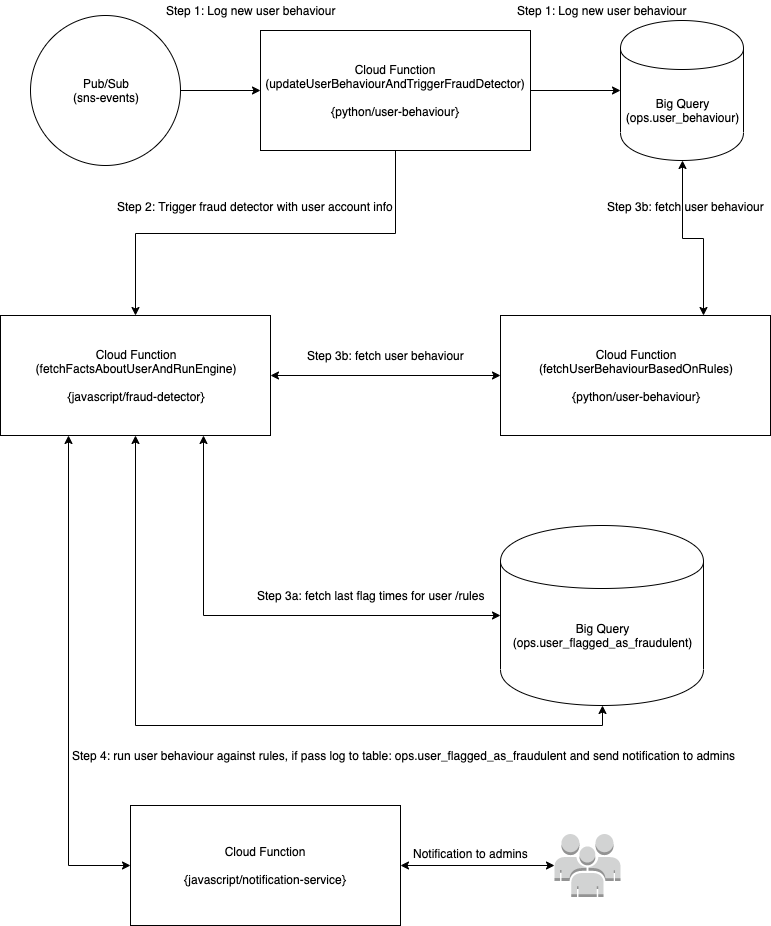 Step 1: Log new user behaviour
Step 1: Log new user behaviour
Pub/Sub
(sns-events)
Cloud Function
(updateUserBehaviourAndTriggerFraudDetector)
{python/user-behaviour}
Big Query
(ops.user_behaviour)
Step 2: Trigger fraud detector with user account info
Step 3b: fetch user behaviour
Cloud Function
(fetchFactsAboutUserAndRunEngine)
{javascript/fraud-detector}
Step 3b: fetch user behaviour
Cloud Function
(fetchUserBehaviourBasedOnRules)
{python/user-behaviour}
Step 3a: fetch last flag times for user /rules
Big Query
(ops.user_flagged_as_fraudulent)
Step 4: run user behaviour against rules, if pass log to table: ops.user_flagged_as_fraudulent and send notification to admins
Cloud Function
{javascript/notification-service}
Notification to admins